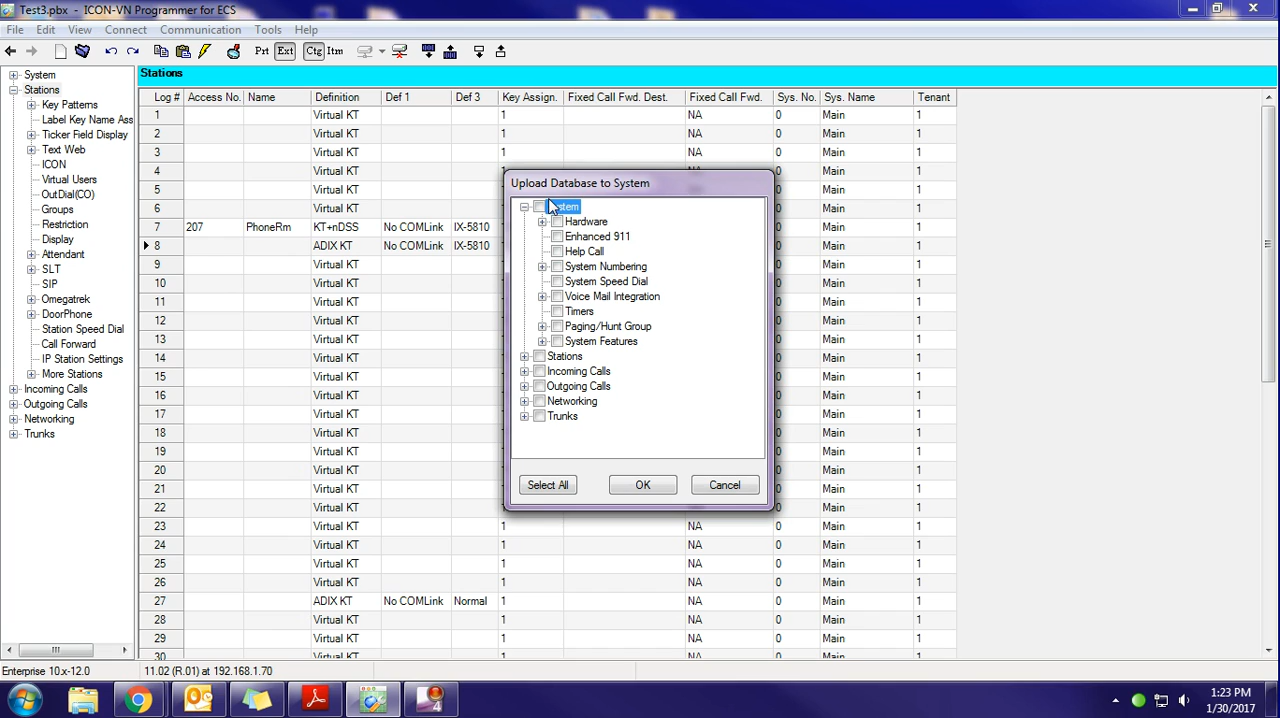 Test3.pbx - ICON-VN Programmer for ECS
File Edit View Connect Communication Tools Help
Prt Ext Ctg Itm
System
Stations
Key Patterns
Label Key Name Ass
Ticker Field Display
Text Web
ICON
Virtual Users
OutDial(CO)
Groups
Restriction
Display
Attendant
SLT
SIP
Omegatrek
DoorPhone
Station Speed Dial
Call Forward
IP Station Settings
More Stations
Incoming Calls
Outgoing Calls
Networking
Trunks
Stations
Log # Access No. Name Definition Def 1 Def 3 Key Assign. Fixed Call Fwd. Dest. Fixed Call Fwd. Sys. No. Sys. Name Tenant
1 Virtual KT 1 NA 0 Main 1
2 Virtual KT 1 NA 0 Main 1
3 Virtual KT 1 NA 0 Main 1
4 Virtual KT 1 NA 0 Main 1
5 Virtual KT 0 Main 1
6 Virtual KT 0 Main 1
7 207 PhoneRm KT+nDSS No COMLink IX-5810 0 Main 1
8 ADIX KT No COMLink IX-5810 0 Main 1
9 Virtual KT 0 Main 1
10 Virtual KT 0 Main 1
11 Virtual KT 0 Main 1
12 Virtual KT 0 Main 1
13 Virtual KT 0 Main 1
14 Virtual KT 0 Main 1
15 Virtual KT 0 Main 1
16 Virtual KT 0 Main 1
17 Virtual KT 0 Main 1
18 Virtual KT 0 Main 1
19 Virtual KT 0 Main 1
20 Virtual KT 0 Main 1
21 Virtual KT 0 Main 1
22 Virtual KT 0 Main 1
23 Virtual KT 1 NA 0 Main 1
24 Virtual KT 1 NA 0 Main 1
25 Virtual KT 1 NA 0 Main 1
26 Virtual KT 1 NA 0 Main 1
27 ADIX KT No COMLink Normal 1 NA 0 Main 1
28 Virtual KT 1 NA 0 Main 1
29 Virtual KT 1 NA 0 Main 1
30 Virtual KT 1 NA 0 Main 1
Upload Database to System
System
Hardware
Enhanced 911
Help Call
System Numbering
System Speed Dial
Voice Mail Integration
Timers
Paging/Hunt Group
System Features
Stations
Incoming Calls
Outgoing Calls
Networking
Trunks
Select All OK Cancel
Enterprise 10.x-12.0 11.02 (R.01) at 192.168.1.70
4
1:23 PM
1/30/2017